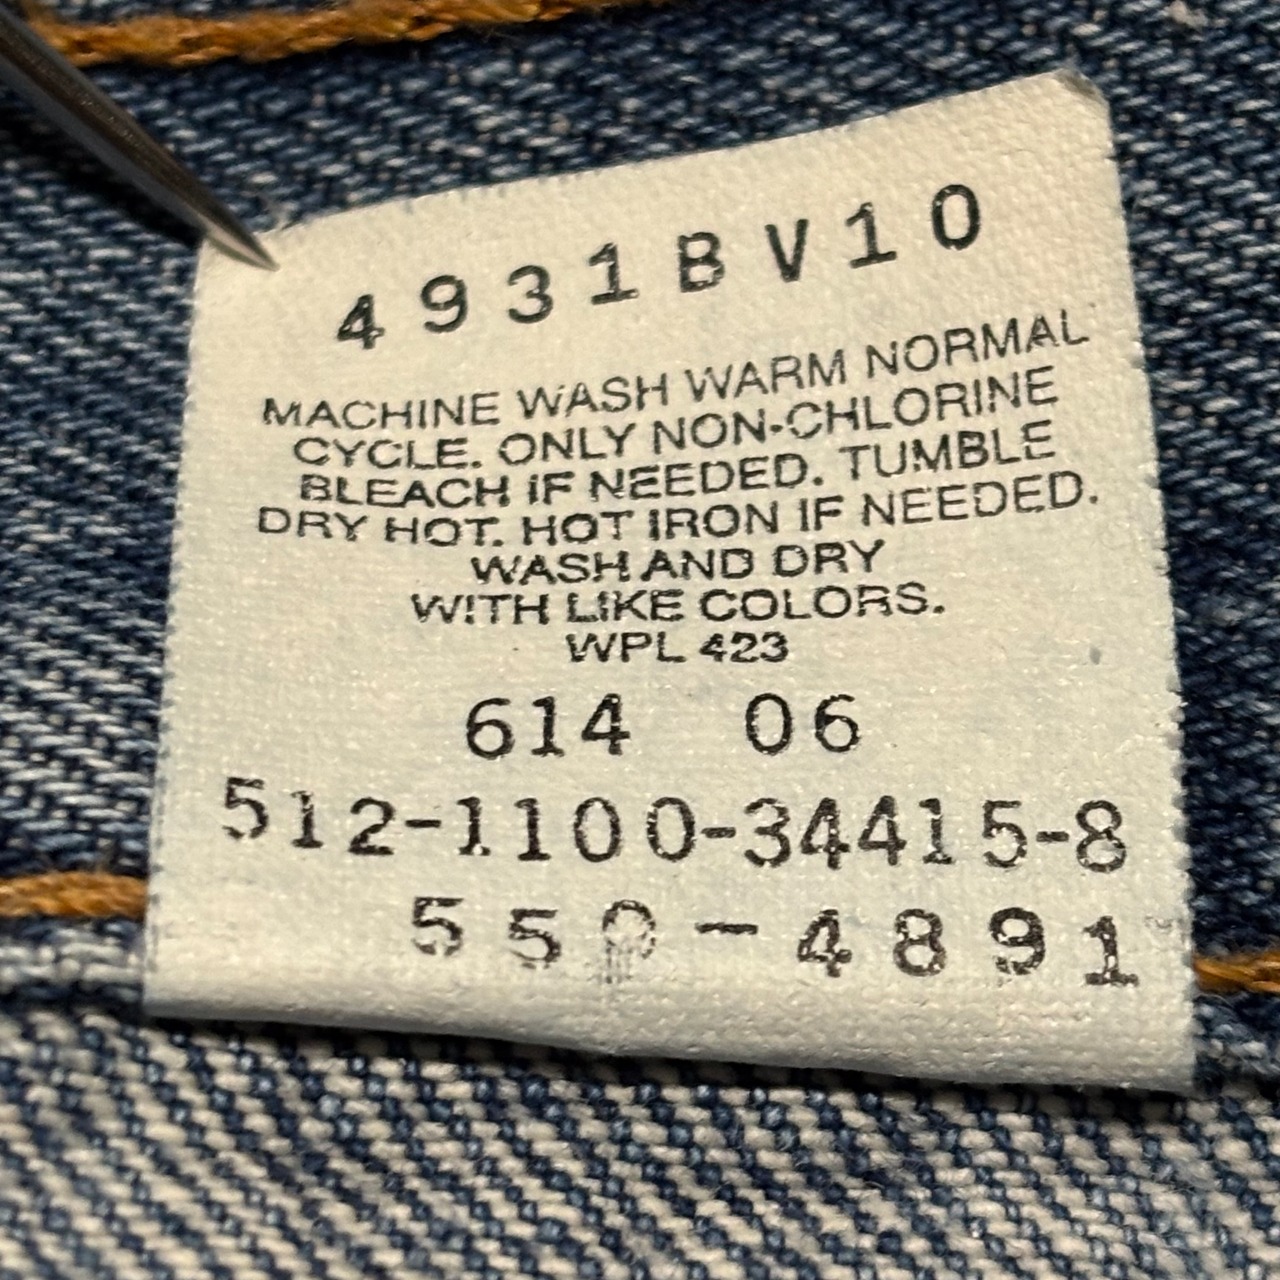 4931BV10
MACHINE WASH WARM NORMAL
CYCLE. ONLY NON-CHLORINE
BLEACH IF NEEDED. TUMBLE
DRY HOT. HOT IRON IF NEEDED.
WASH AND DRY
WITH LIKE COLORS.
WPL 423
614 06
512-1100-34415-8
550-4891